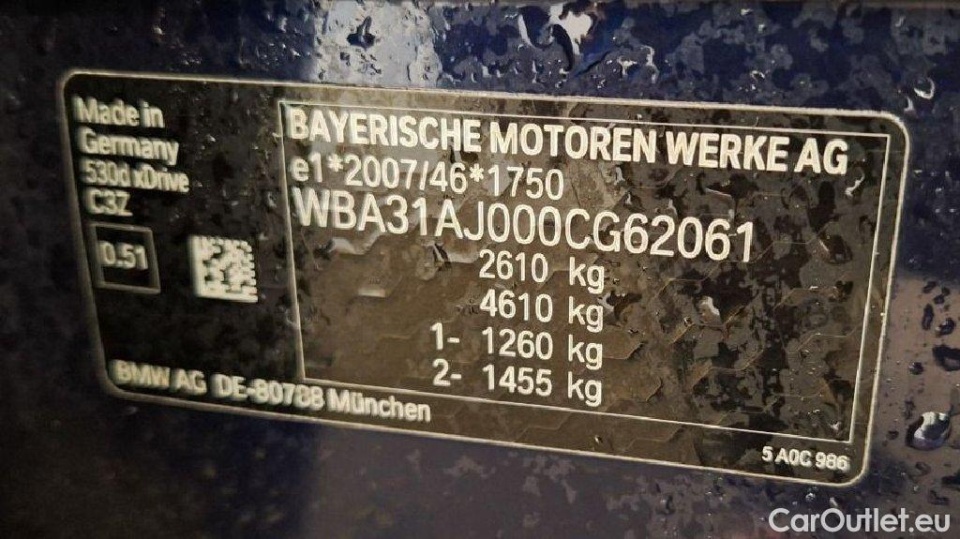 Made in
Germany
530d xDrive
C3Z
0.51
BAYERISCHE MOTOREN WERKE AG
e1*2007/46*1750
WBA31AJ000CG62061
2610 kg
4610 kg
1- 1260 kg
2- 1455 kg
BMW AG DE-80788 München
5 A0C 986
CarOutlet.eu